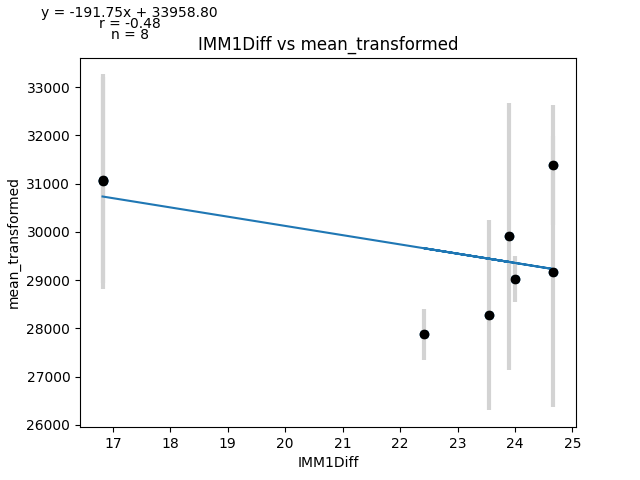 y = -191.75x + 33958.80
r = -0.48
n = 8
IMM1Diff vs mean_transformed
33000
32000
31000
30000
29000
28000
27000
26000
mean_transformed
17 18 19 20 21 22 23 24 25
IMM1Diff